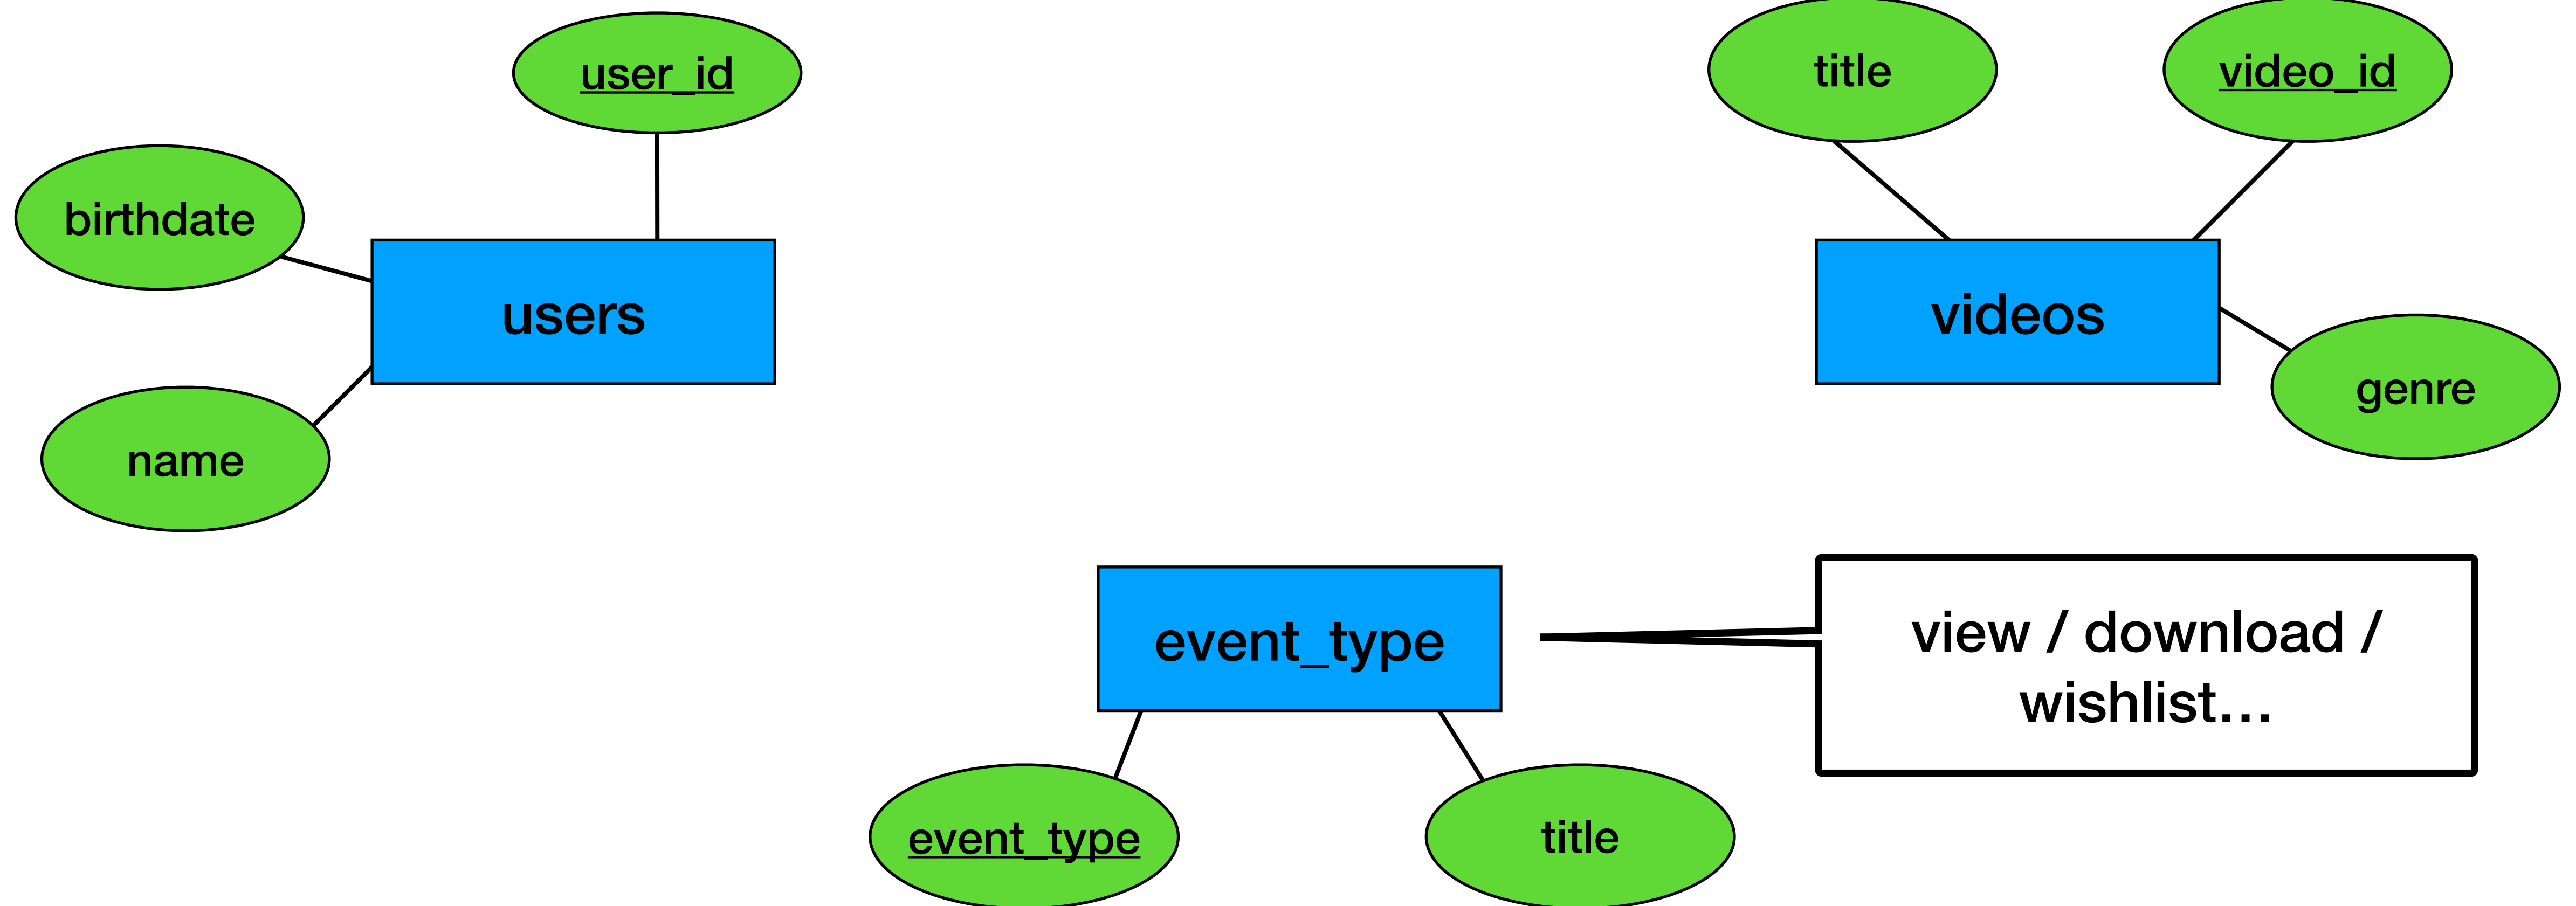 user_id
title
video_id
birthdate
users
videos
genre
name
event_type
view / download /
wishlist...
event_type
title